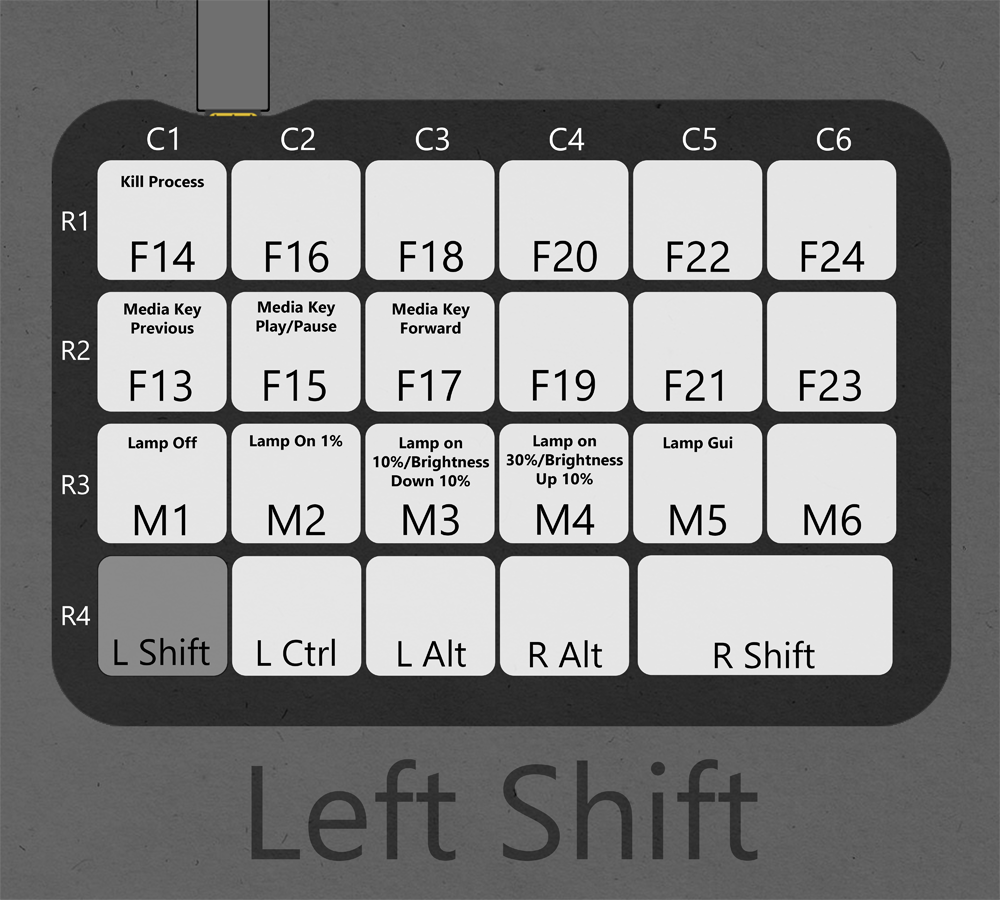 C1 C2 C3 C4 C5 C6
R1
Kill Process
F14 F16 F18 F20 F22 F24
R2
Media Key
Previous
Media Key
Play/Pause
Media Key
Forward
F13 F15 F17 F19 F21 F23
R3
Lamp Off
Lamp On 1%
Lamp on
10%/Brightness
Down 10%
Lamp on
30%/Brightness
Up 10%
Lamp Gui
M1 M2 M3 M4 M5 M6
R4
L Shift L Ctrl L Alt R Alt R Shift
Left Shift